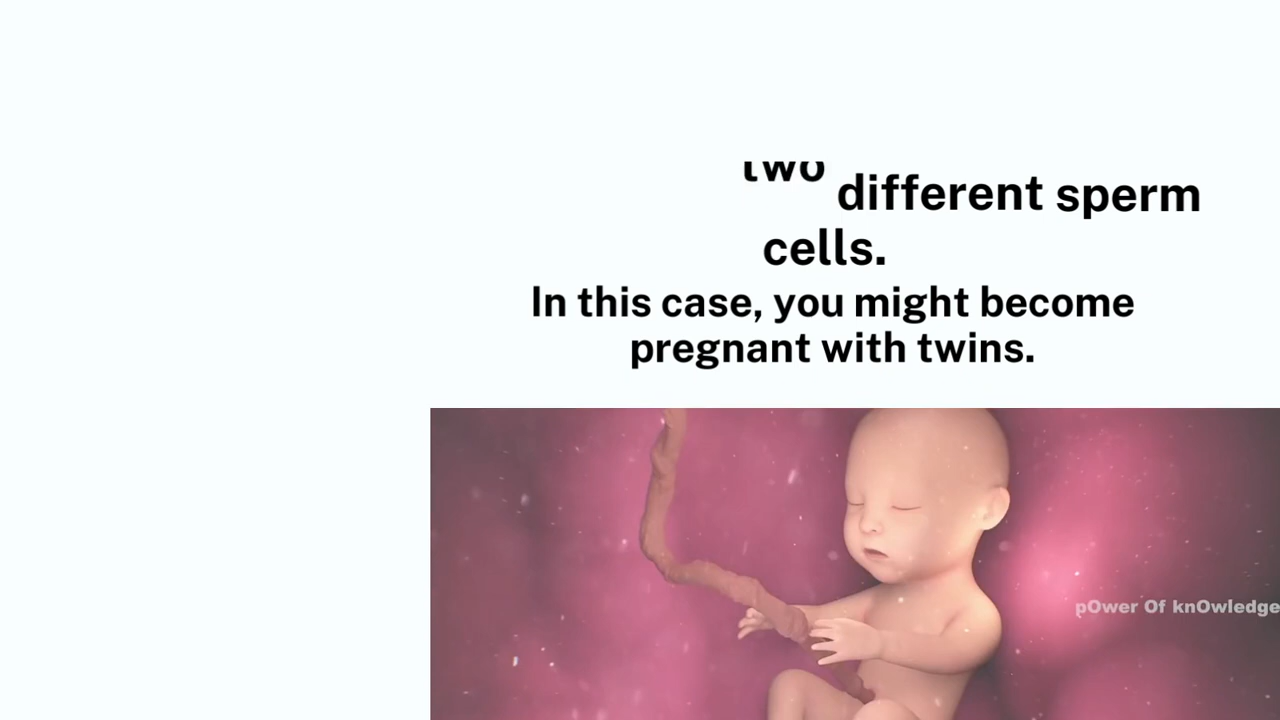 two different sperm
cells.
In this case, you might become
pregnant with twins.
pOwer Of knOwledge